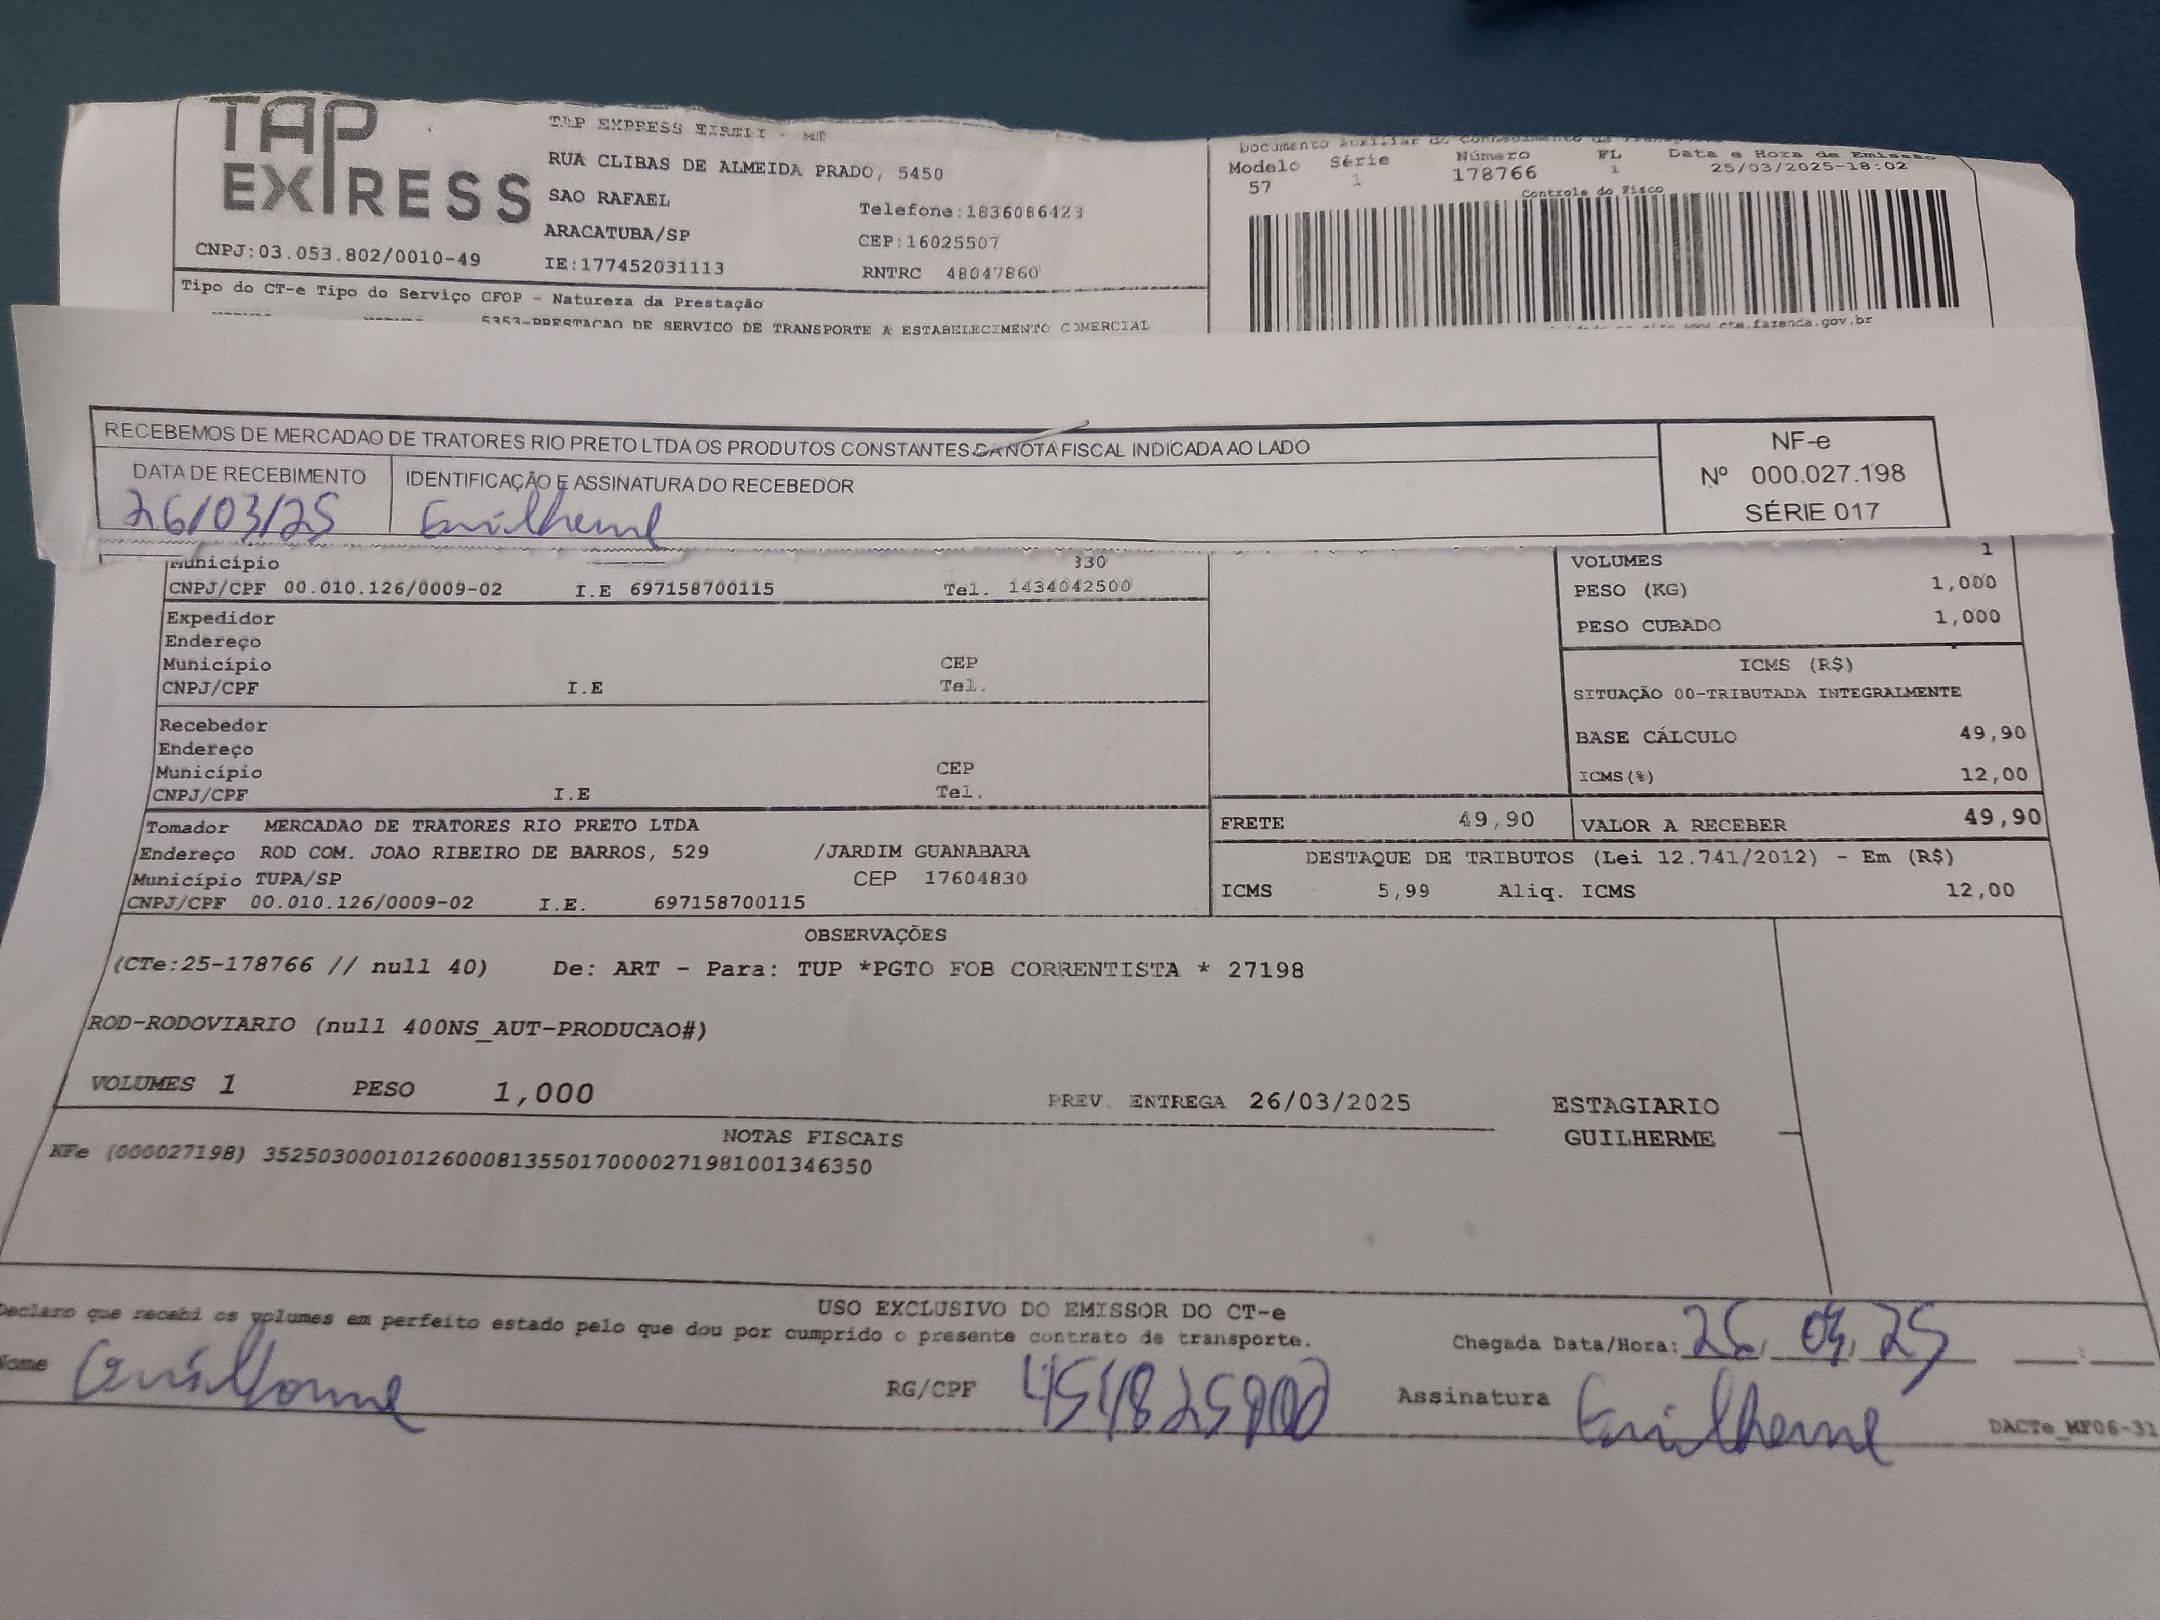 TAP
EXPRESS
TAP EXPRESS EIRELI - MT
RUA CLIBAS DE ALMEIDA PRADO, 5450
SAO RAFAEL
Telefone:1836086423
ARACATUBA/SP
CEP:16025507
CNPJ:03.053.802/0010-49
IE:177452031113
RNTRC 48047860
Documento Auxiliar do Conhecimento de
Modelo Série Número FL Data e Hora de Emissao
57 1 178766 1 25/03/2025-18:02
Controle do Fisco
Tipo do CT-e Tipo do Serviço CFOP - Natureza da Prestação
5353-PRESTACAO DE SERVICO DE TRANSPORTE A ESTABELECIMENTO COMERCIAL
www.cte.fazenda.gov.br
RECEBEMOS DE MERCADAO DE TRATORES RIO PRETO LTDA OS PRODUTOS CONSTANTES DA NOTA FISCAL INDICADA AO LADO
NF-e
Nº 000.027.198
SÉRIE 017
DATA DE RECEBIMENTO
26/03/25
IDENTIFICAÇÃO E ASSINATURA DO RECEBEDOR
Guilherme
Município 330
CNPJ/CPF 00.010.126/0009-02 I.E 697158700115 Tel. 1434042500
Expedidor
Endereço
Município CEP
CNPJ/CPF I.E Tel.
Recebedor
Endereço
Município CEP
CNPJ/CPF I.E Tel.
VOLUMES 1
PESO (KG) 1,000
PESO CUBADO 1,000
ICMS (R$)
SITUAÇÃO 00-TRIBUTADA INTEGRALMENTE
BASE CÁLCULO 49,90
ICMS(%) 12,00
Tomador MERCADAO DE TRATORES RIO PRETO LTDA
Endereço ROD COM. JOAO RIBEIRO DE BARROS, 529 /JARDIM GUANABARA
Município TUPA/SP CEP 17604830
CNPJ/CPF 00.010.126/0009-02 I.E. 697158700115
FRETE 49,90 VALOR A RECEBER 49,90
DESTAQUE DE TRIBUTOS (Lei 12.741/2012) - Em (R$)
ICMS 5,99 Aliq. ICMS 12,00
OBSERVAÇÕES
(CTe:25-178766 // null 40) De: ART - Para: TUP *PGTO FOB CORRENTISTA * 27198
ROD-RODOVIARIO (null 400NS_AUT-PRODUCAO#)
VOLUMES 1 PESO 1,000 PREV. ENTREGA 26/03/2025
ESTAGIARIO
GUILHERME
NOTAS FISCAIS
NFe (000027198) 35250300010126000813550170000271981001346350
USO EXCLUSIVO DO EMISSOR DO CT-e
Declaro que recebi os volumes em perfeito estado pelo que dou por cumprido o presente contrato de transporte.
Chegada Data/Hora: 26 03 25 :
Nome Guilherme RG/CPF Assinatura Guilherme
DACTe_MF06-31